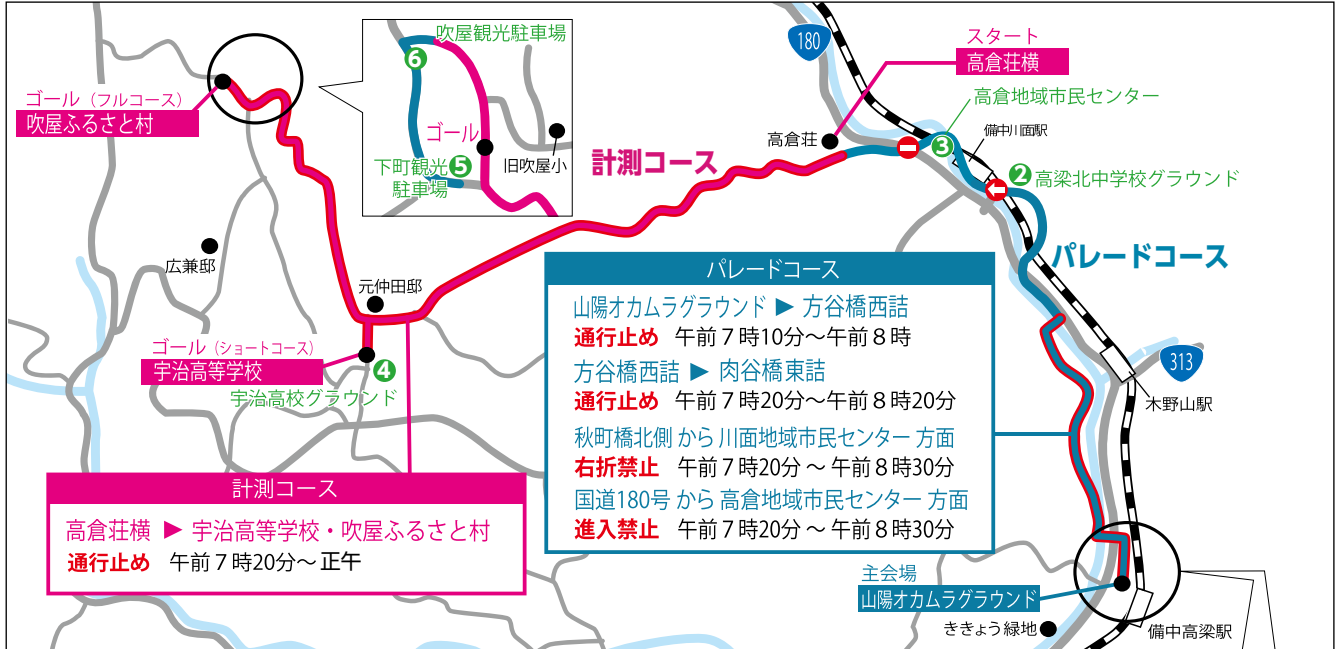 180
スタート
高倉荘横
高倉地域市民センター
備中川面駅
高倉荘
3
2
高梁北中学校グラウンド
計測コース
パレードコース
吹屋観光駐車場
6
ゴール
旧吹屋小
下町観光
駐車場
5
ゴール（フルコース）
吹屋ふるさと村
広兼邸
元仲田邸
ゴール（ショートコース）
宇治高等学校
4
宇治高校グラウンド
313
木野山駅
パレードコース
山陽オカムラグラウンド ▶ 方谷橋西詰
通行止め 午前７時10分～午前８時
方谷橋西詰 ▶ 肉谷橋東詰
通行止め 午前７時20分～午前８時20分
秋町橋北側 から 川面地域市民センター 方面
右折禁止 午前７時20分 ～ 午前８時30分
国道180号 から 高倉地域市民センター 方面
進入禁止 午前７時20分 ～ 午前８時30分
計測コース
高倉荘横 ▶ 宇治高等学校・吹屋ふるさと村
通行止め 午前７時20分～正午
主会場
山陽オカムラグラウンド
ききょう緑地
備中高梁駅